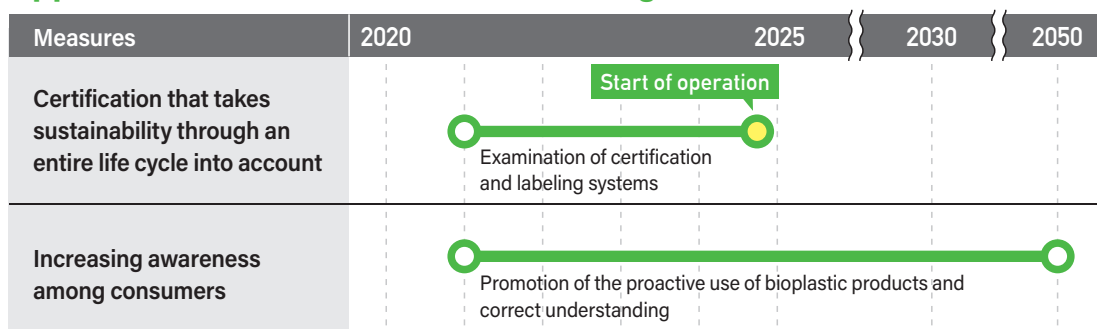 Measures 2020 2025 2030 2050
Start of operation
Certification that takes
sustainability through an
entire life cycle into account
Examination of certification
and labeling systems
Increasing awareness
among consumers
Promotion of the proactive use of bioplastic products and
correct understanding